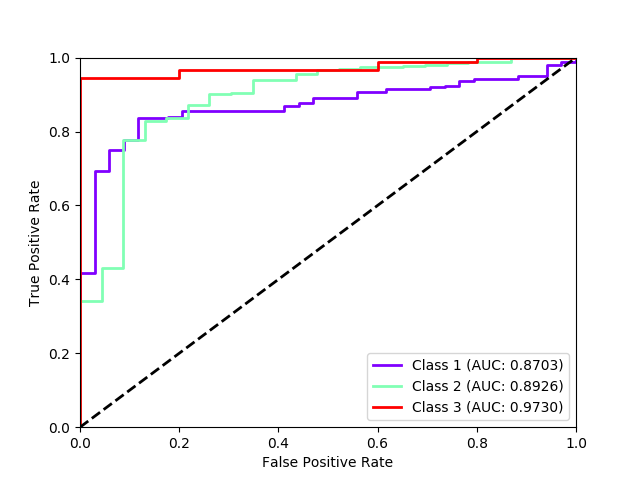 1.0
0.8
0.6
0.4
0.2
0.0
True Positive Rate
Class 1 (AUC: 0.8703)
Class 2 (AUC: 0.8926)
Class 3 (AUC: 0.9730)
0.0 0.2 0.4 0.6 0.8 1.0
False Positive Rate